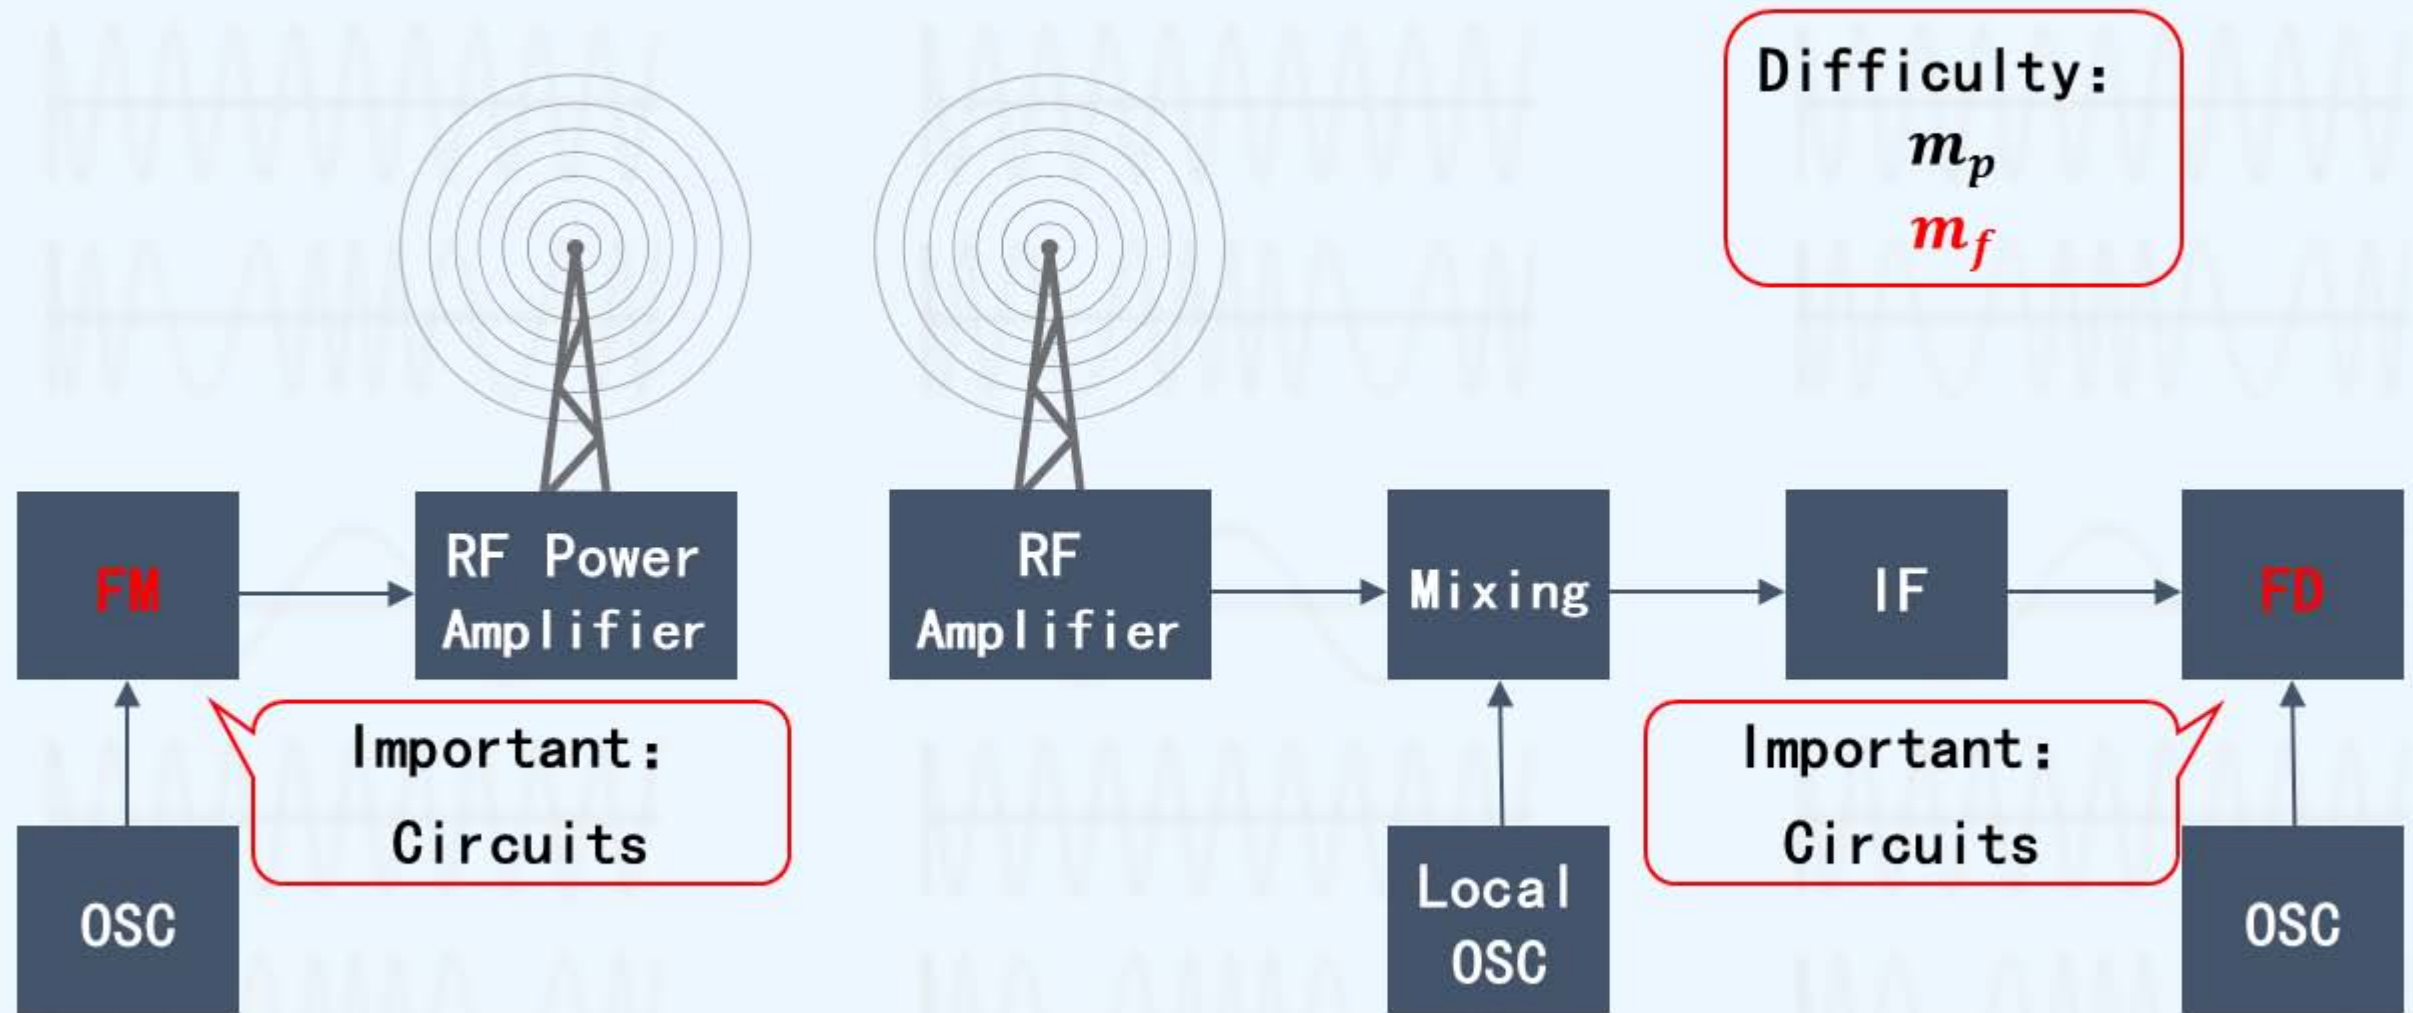 Difficulty:
m_p
m_f
FM
RF Power
Amplifier
RF
Amplifier
Mixing
IF
FD
Important:
Circuits
Important:
Circuits
OSC
Local
OSC
OSC